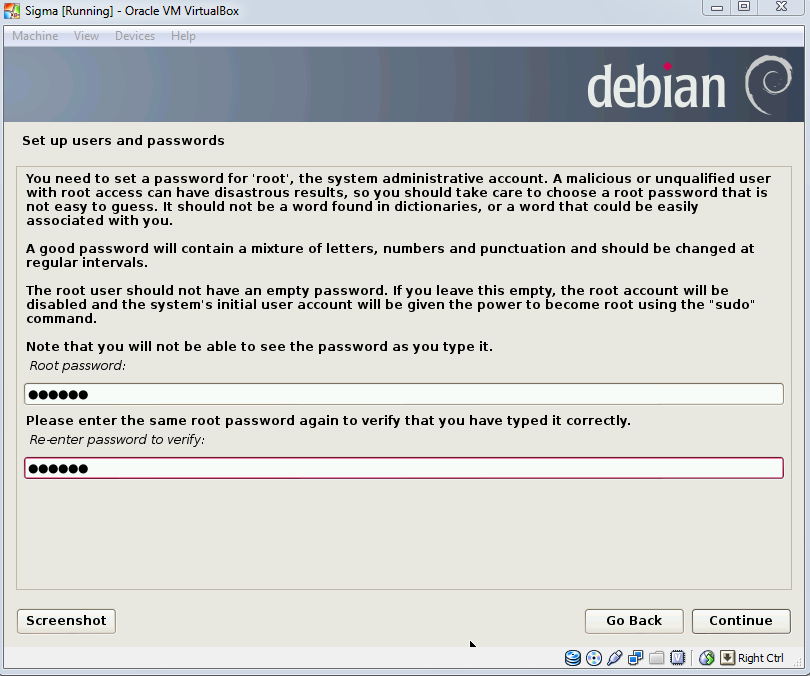 Sigma [Running] - Oracle VM VirtualBox
Machine View Devices Help
debian
Set up users and passwords
You need to set a password for 'root', the system administrative account. A malicious or unqualified user
with root access can have disastrous results, so you should take care to choose a root password that is
not easy to guess. It should not be a word found in dictionaries, or a word that could be easily
associated with you.
A good password will contain a mixture of letters, numbers and punctuation and should be changed at
regular intervals.
The root user should not have an empty password. If you leave this empty, the root account will be
disabled and the system's initial user account will be given the power to become root using the "sudo"
command.
Note that you will not be able to see the password as you type it.
Root password:
●●●●●●
Please enter the same root password again to verify that you have typed it correctly.
Re-enter password to verify:
●●●●●●
Screenshot Go Back Continue
Right Ctrl